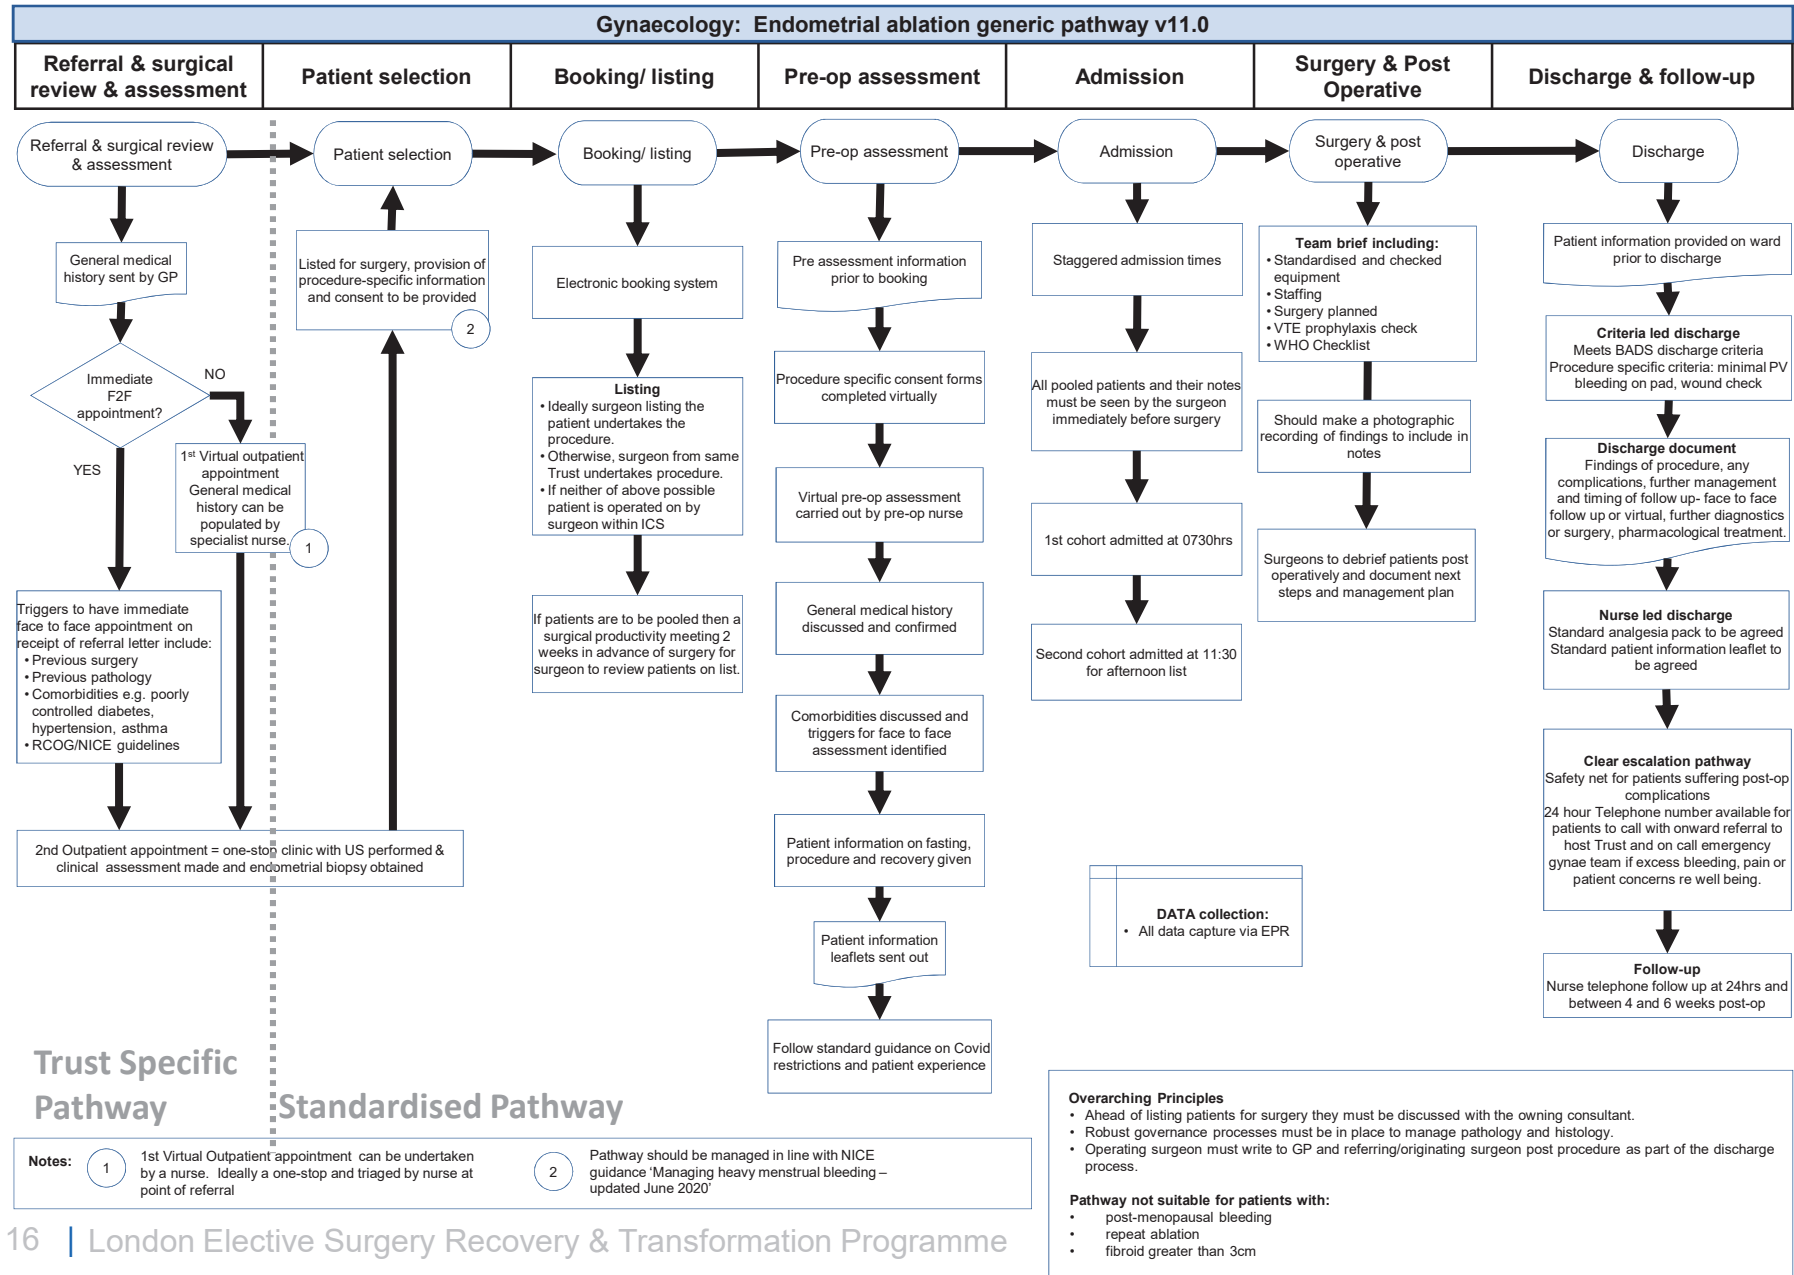 Gynaecology:  Endometrial ablation generic pathway v11.0
Referral & surgical
review & assessment
Patient selection
Booking/ listing
Pre-op assessment
Admission
Surgery & Post
Operative
Discharge & follow-up
Referral & surgical review
& assessment
Patient selection
Booking/ listing
Pre-op assessment
Admission
Surgery & post
operative
Discharge
General medical
history sent by GP
Immediate
F2F
appointment?
NO
YES
1st Virtual outpatient
appointment
General medical
history can be
populated by
specialist nurse.
1
Triggers to have immediate
face to face appointment on
receipt of referral letter include:
• Previous surgery
• Previous pathology
• Comorbidities e.g. poorly
controlled diabetes,
hypertension, asthma
• RCOG/NICE guidelines
2nd Outpatient appointment = one-stop clinic with US performed &
clinical  assessment made and endometrial biopsy obtained
Listed for surgery, provision of
procedure-specific information
and consent to be provided
2
Electronic booking system
Listing
• Ideally surgeon listing the
patient undertakes the
procedure.
• Otherwise, surgeon from same
Trust undertakes procedure.
• If neither of above possible
patient is operated on by
surgeon within ICS
If patients are to be pooled then a
surgical productivity meeting 2
weeks in advance of surgery for
surgeon to review patients on list.
Pre assessment information
prior to booking
Procedure specific consent forms
completed virtually
Virtual pre-op assessment
carried out by pre-op nurse
General medical history
discussed and confirmed
Comorbidities discussed and
triggers for face to face
assessment identified
Patient information on fasting,
procedure and recovery given
Patient information
leaflets sent out
Follow standard guidance on Covid
restrictions and patient experience
Staggered admission times
All pooled patients and their notes
must be seen by the surgeon
immediately before surgery
1st cohort admitted at 0730hrs
Second cohort admitted at 11:30
for afternoon list
DATA collection:
• All data capture via EPR
Team brief including:
• Standardised and checked
equipment
• Staffing
• Surgery planned
• VTE prophylaxis check
• WHO Checklist
Should make a photographic
recording of findings to include in
notes
Surgeons to debrief patients post
operatively and document next
steps and management plan
Patient information provided on ward
prior to discharge
Criteria led discharge
Meets BADS discharge criteria
Procedure specific criteria: minimal PV
bleeding on pad, wound check
Discharge document
Findings of procedure, any
complications, further management
and timing of follow up- face to face
follow up or virtual, further diagnostics
or surgery, pharmacological treatment.
Nurse led discharge
Standard analgesia pack to be agreed
Standard patient information leaflet to
be agreed
Clear escalation pathway
Safety net for patients suffering post-op
complications
24 hour Telephone number available for
patients to call with onward referral to
host Trust and on call emergency
gynae team if excess bleeding, pain or
patient concerns re well being.
Follow-up
Nurse telephone follow up at 24hrs and
between 4 and 6 weeks post-op
Trust Specific
Pathway
Standardised Pathway
Notes:
1
1st Virtual Outpatient appointment  can be undertaken
by a nurse.  Ideally a one-stop and triaged by nurse at
point of referral
2
Pathway should be managed in line with NICE
guidance ‘Managing heavy menstrual bleeding –
updated June 2020’
Overarching Principles
• Ahead of listing patients for surgery they must be discussed with the owning consultant.
• Robust governance processes must be in place to manage pathology and histology.
• Operating surgeon must write to GP and referring/originating surgeon post procedure as part of the discharge
process.
Pathway not suitable for patients with:
• post-menopausal bleeding
• repeat ablation
• fibroid greater than 3cm
16 | London Elective Surgery Recovery & Transformation Programme